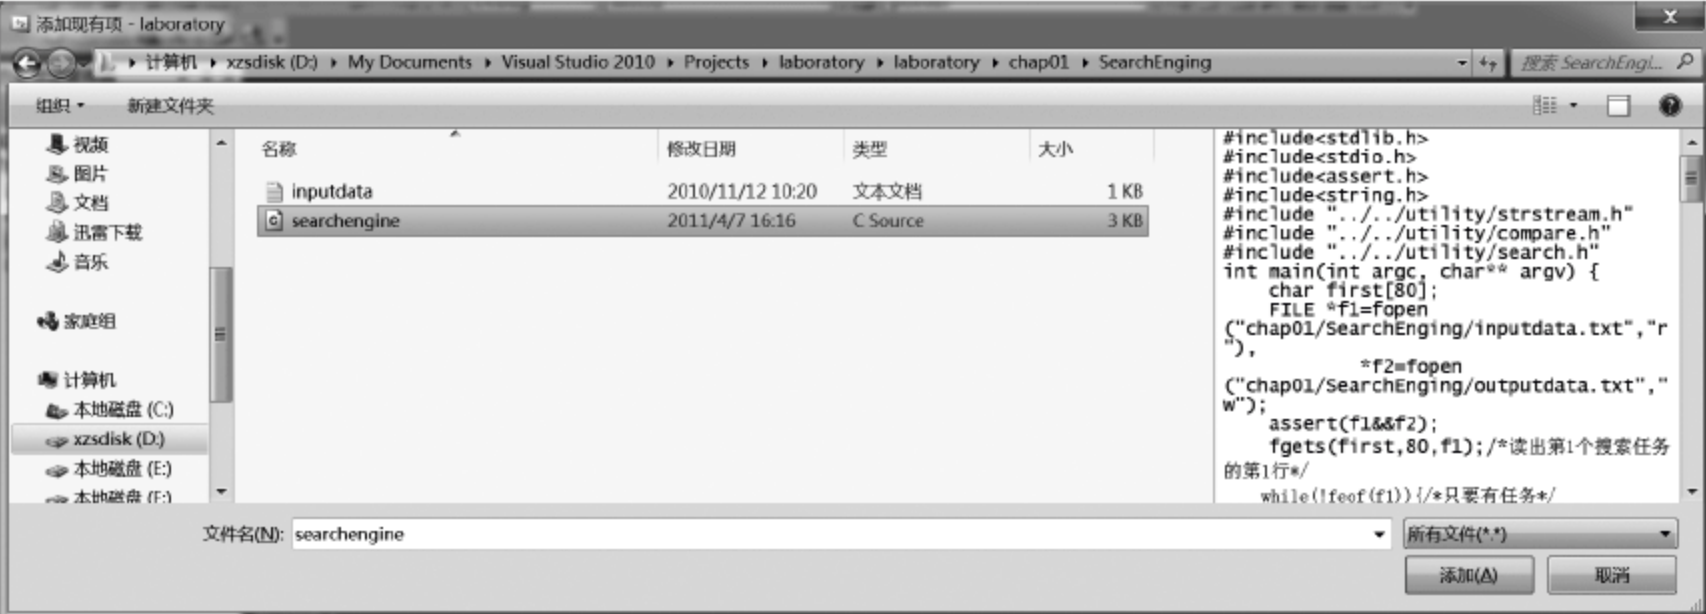 添加现有项 - laboratory
计算机 xzsdisk (D:) My Documents Visual Studio 2010 Projects laboratory laboratory chap01 SearchEnging 搜索 SearchEngi...
组织 新建文件夹
视频
图片
文档
迅雷下载
音乐
家庭组
计算机
本地磁盘 (C:)
xzsdisk (D:)
本地磁盘 (E:)
本地磁盘 (F:)
名称 修改日期 类型 大小
inputdata 2010/11/12 10:20 文本文档 1 KB
searchengine 2011/4/7 16:16 C Source 3 KB
#include<stdlib.h>
#include<stdio.h>
#include<assert.h>
#include<string.h>
#include "../../utility/strstream.h"
#include "../../utility/compare.h"
#include "../../utility/search.h"
int main(int argc, char** argv) {
char first[80];
FILE *f1=fopen
("chap01/SearchEnging/inputdata.txt","r
"),
*f2=fopen
("chap01/SearchEnging/outputdata.txt","
w");
assert(f1&&f2);
fgets(first,80,f1);/*读出第1个搜索任务
的第1行*/
while(!feof(f1)){/*只要有任务*/
文件名(N): searchengine 所有文件(*.*)
添加(A) 取消